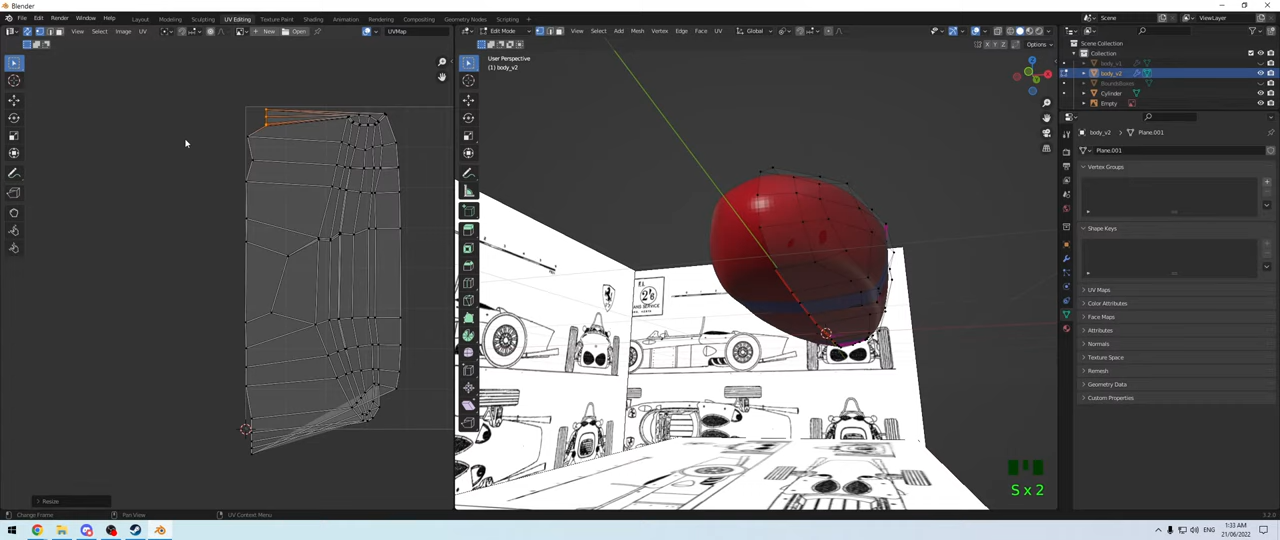 Blender
File Edit Render Window Help Layout Modeling Sculpting UV Editing Texture Paint Shading Animation Rendering Compositing Geometry Nodes Scripting
Scene
ViewLayer
View Select Image UV
New
Open
UVMap
Edit Mode
View Select Add Mesh Vertex Edge Face UV
Global
X Y Z
Options
User Perspective
(1) body_v2
Scene Collection
Collection
body_v1
body_v2
Cylinder
Empty
body_v2
Plane.001
Plane.001
Vertex Groups
Shape Keys
UV Maps
Color Attributes
Face Maps
Attributes
Normals
Texture Space
Remesh
Geometry Data
Custom Properties
S x 2
Resize
Change Frame
Pan View
UV Context Menu
3.2.0
ENG
1:33 AM
21/06/2022